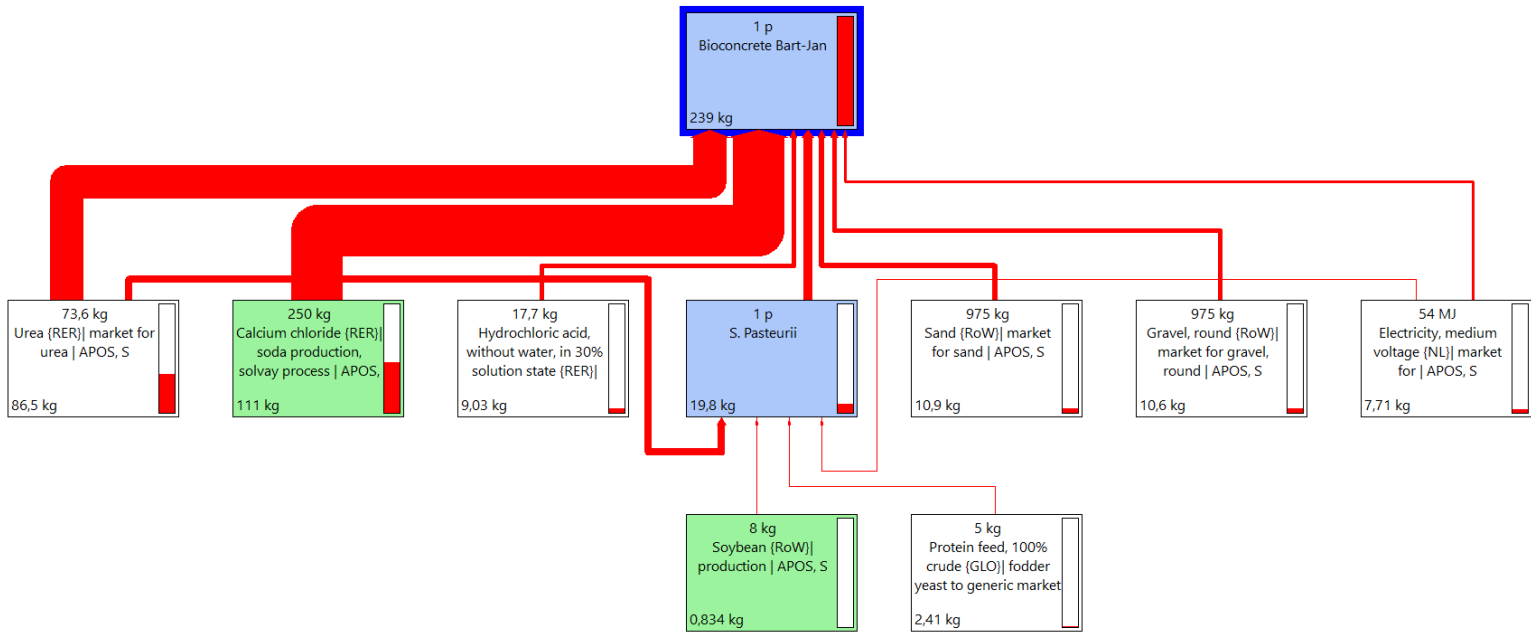 1 p
Bioconcrete Bart-Jan
239 kg
73,6 kg
Urea {RER}| market for
urea | APOS, S
86,5 kg
250 kg
Calcium chloride {RER}|
soda production,
solvay process | APOS,
111 kg
17,7 kg
Hydrochloric acid,
without water, in 30%
solution state {RER}|
9,03 kg
1 p
S. Pasteurii
19,8 kg
975 kg
Sand {RoW}| market
for sand | APOS, S
10,9 kg
975 kg
Gravel, round {RoW}|
market for gravel,
round | APOS, S
10,6 kg
54 MJ
Electricity, medium
voltage {NL}| market
for | APOS, S
7,71 kg
8 kg
Soybean {RoW}|
production | APOS, S
0,834 kg
5 kg
Protein feed, 100%
crude {GLO}| fodder
yeast to generic market
2,41 kg